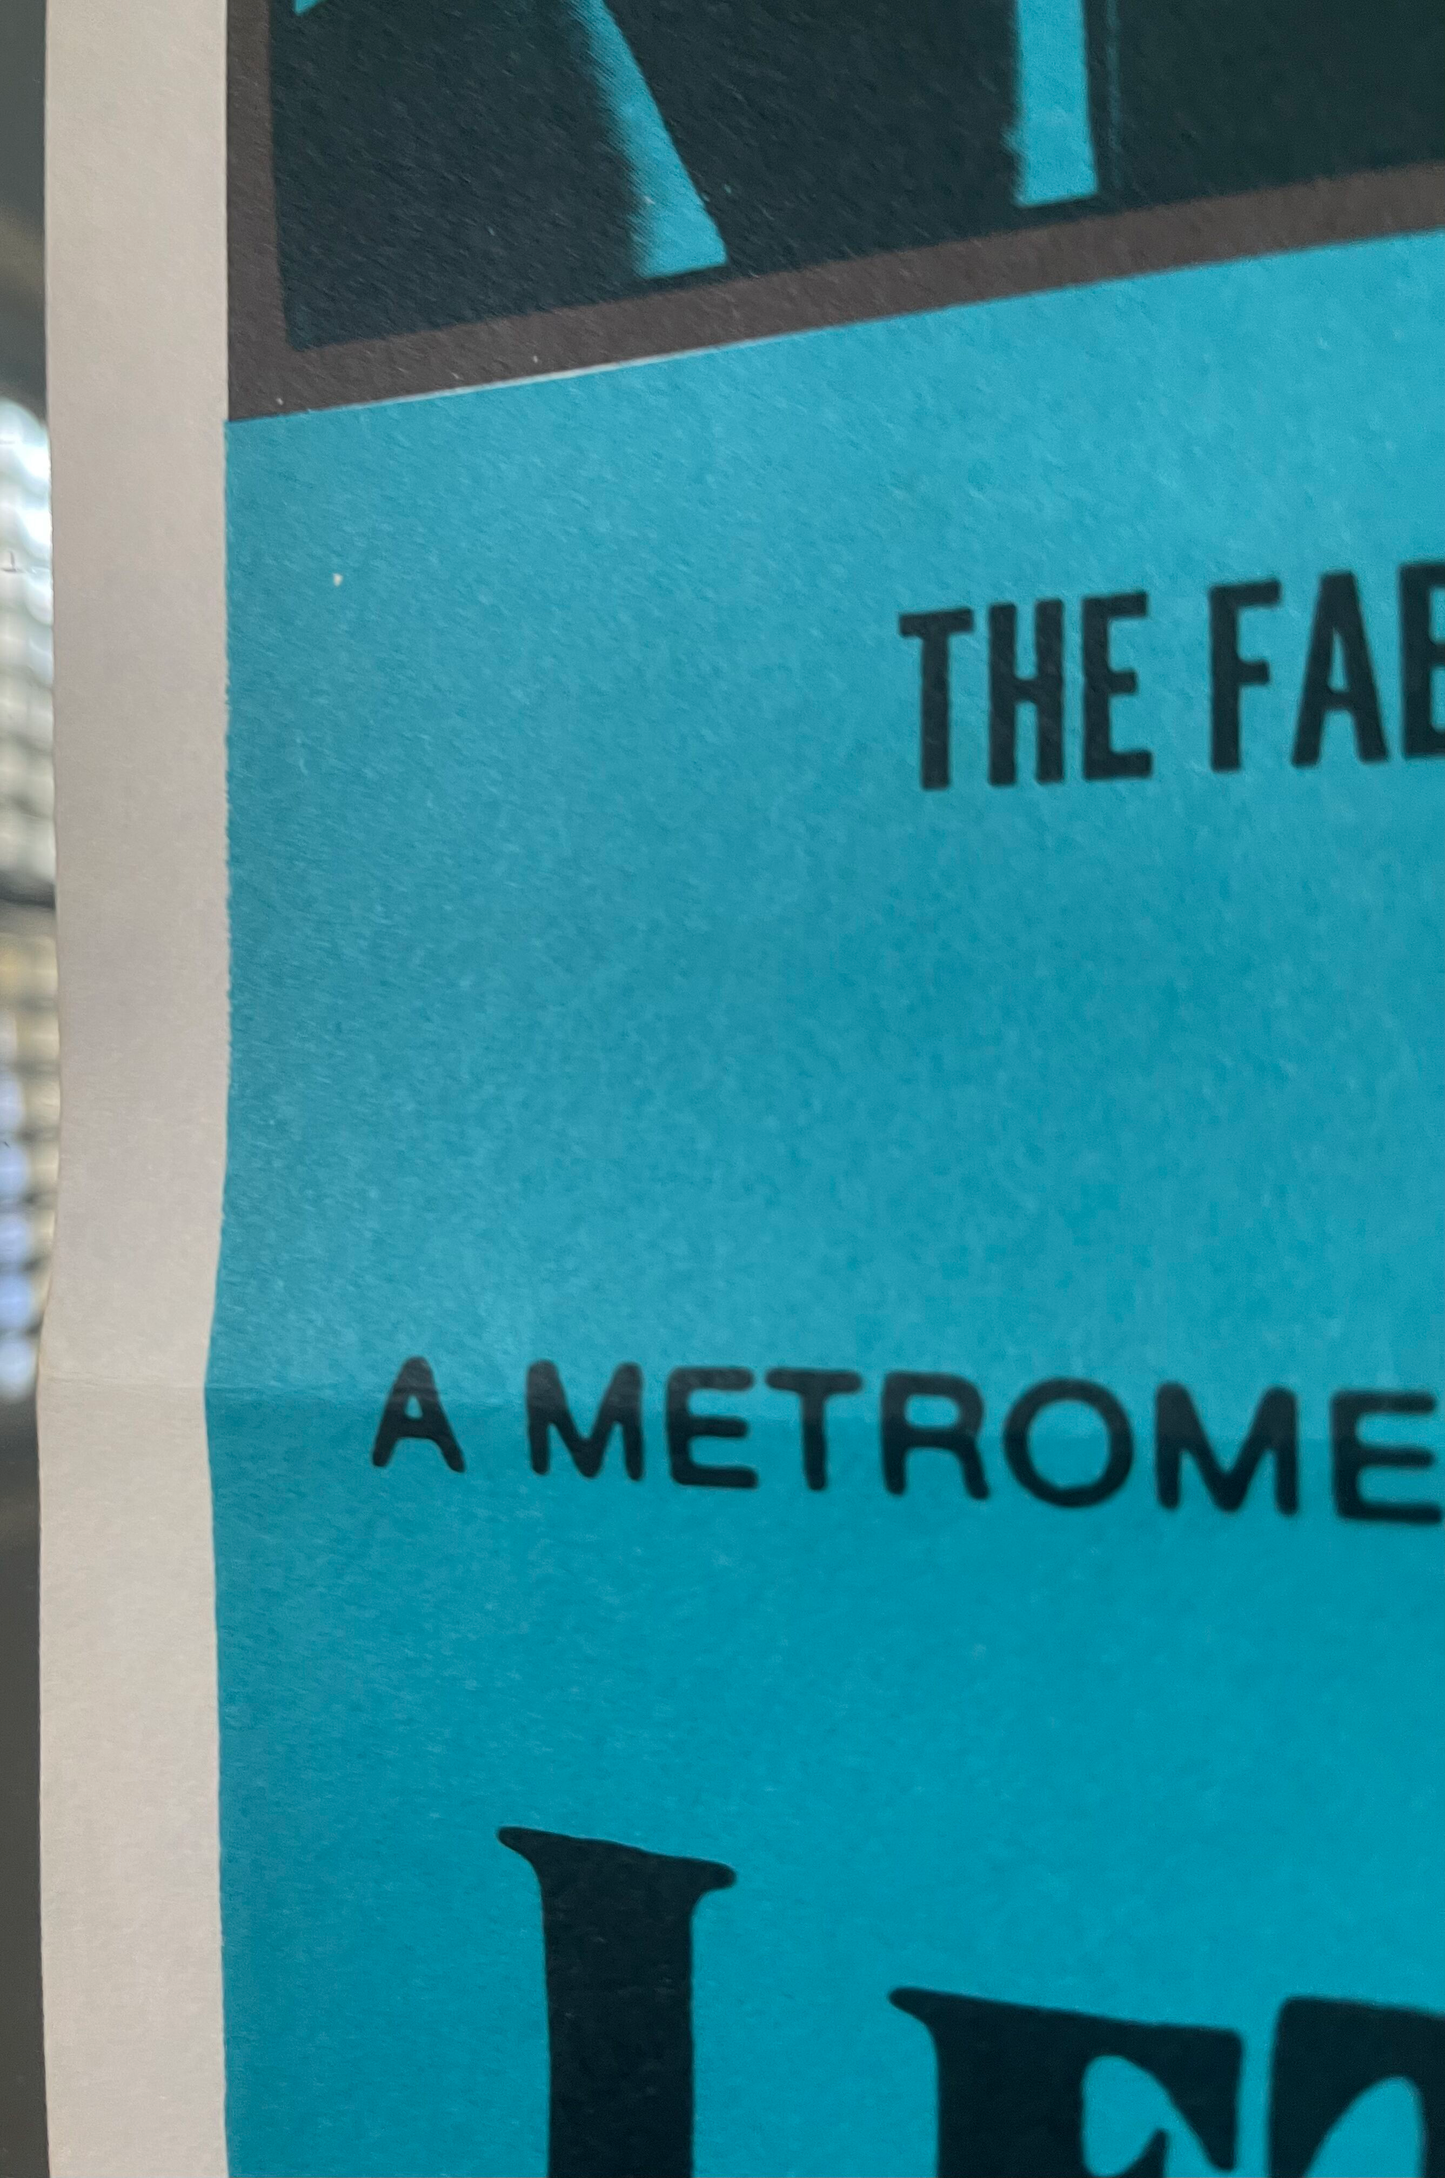 THE FAB
A METROME
LET